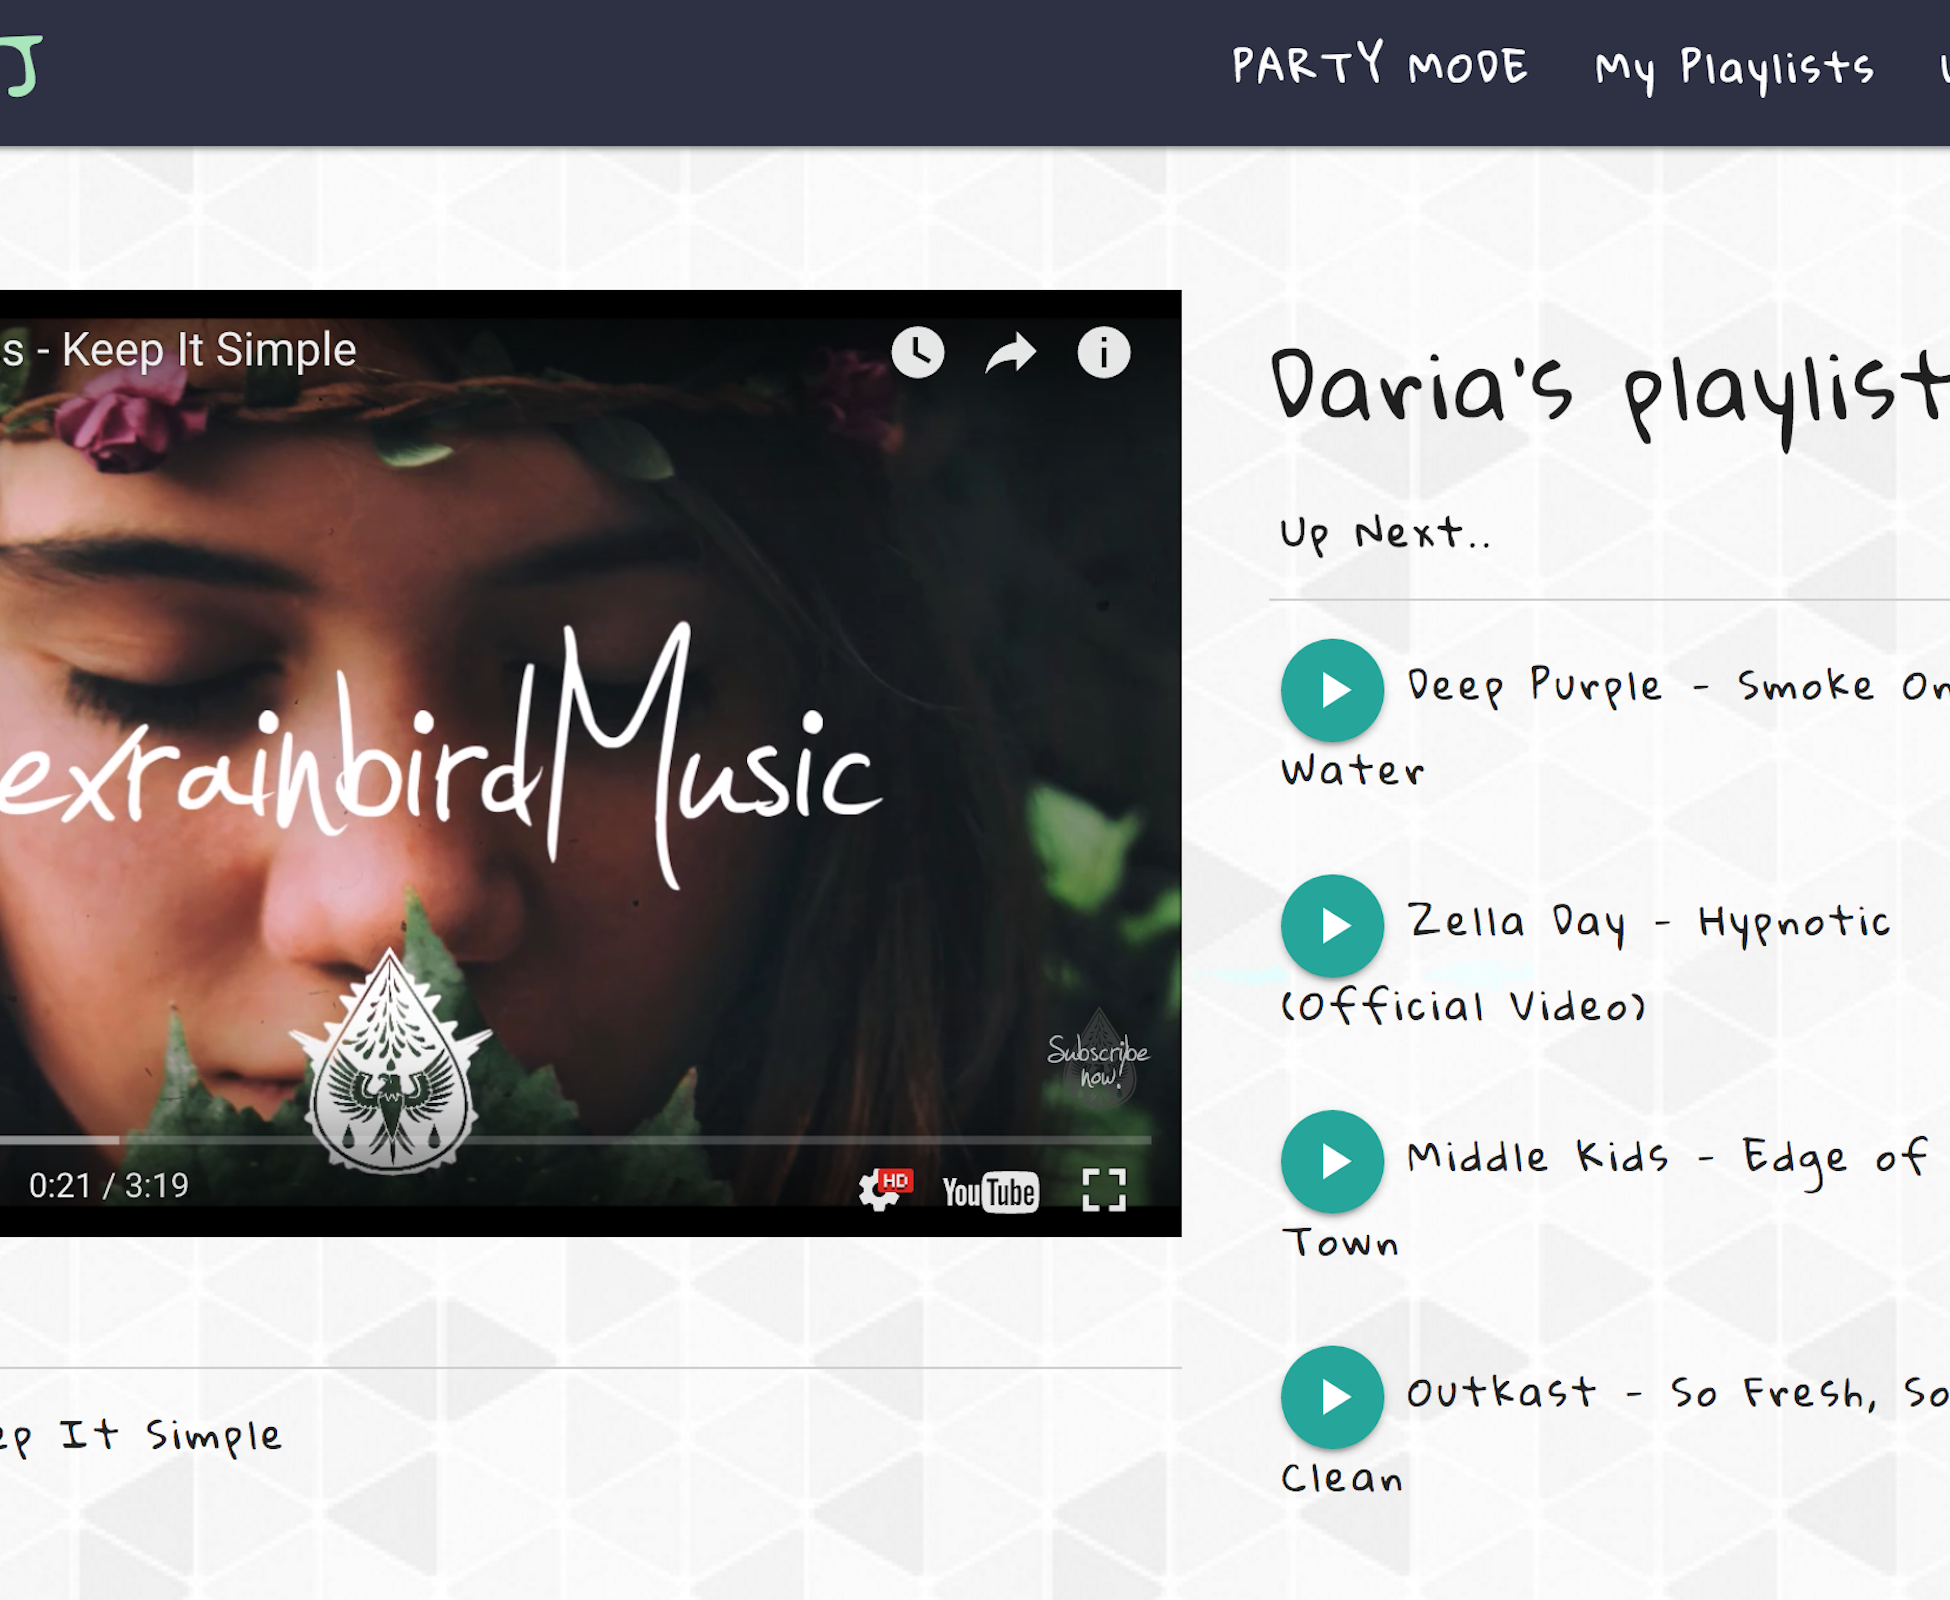 J
PARTY MODE My Playlists
s - Keep It Simple
exrainbirdMusic
Subscribe
now!
0:21 / 3:19
HD
YouTube
ep It Simple
Daria's playlist
Up Next..
Deep Purple - Smoke On
Water
Zella Day - Hypnotic
(Official Video)
Middle Kids - Edge of
Town
Outkast - So Fresh, So
Clean